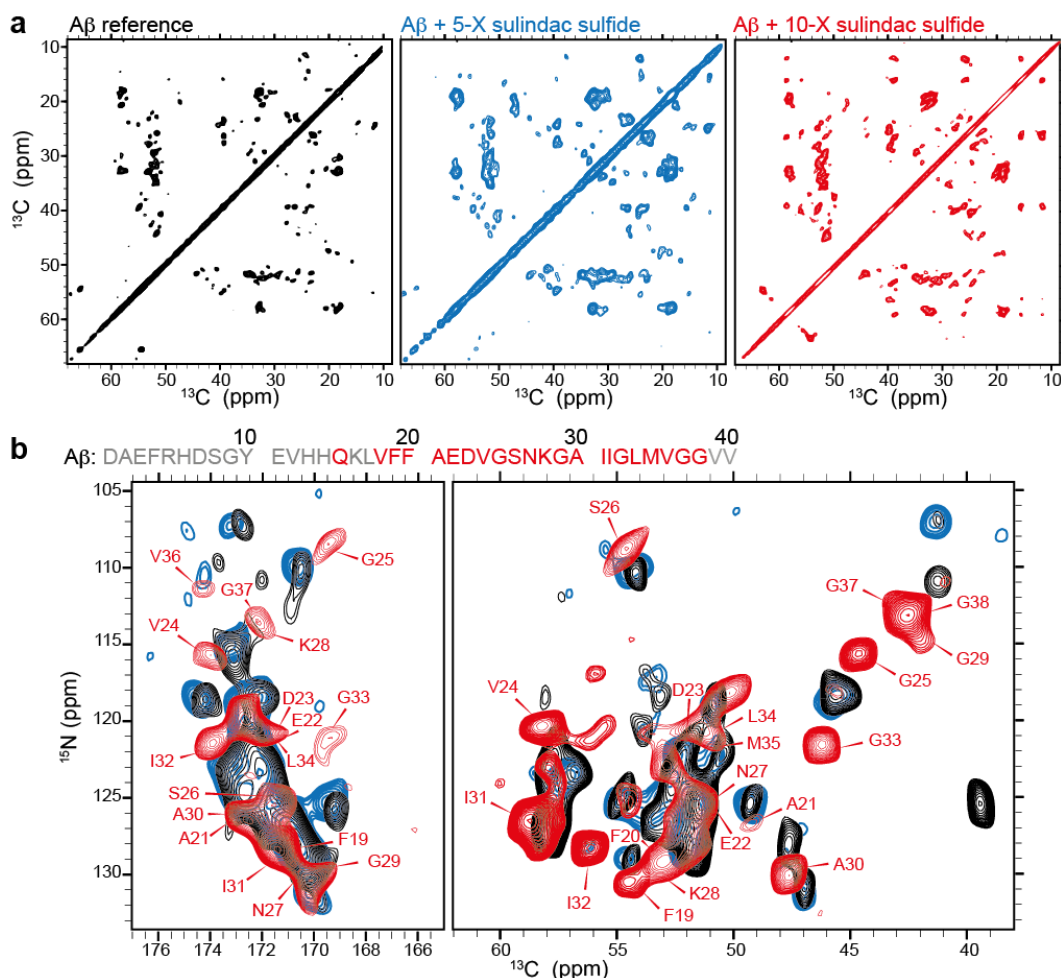 a
Aβ reference
Aβ + 5-X sulindac sulfide
Aβ + 10-X sulindac sulfide
10
20
30
40
50
60
¹³C (ppm)
60 50 40 30 20 10
¹³C (ppm)
60 50 40 30 20 10
¹³C (ppm)
60 50 40 30 20 10
¹³C (ppm)
b
10 20 30 40
Aβ: DAEFRHDSGY EVHHQKLVFF AEDVGSNKGA IIGLMVGGVV
105
110
115
120
125
130
¹⁵N (ppm)
V36
G25
G37
V24
K28
D23
G33
E22
I32
L34
S26
A30
A21
F19
I31
G29
N27
176 174 172 170 168 166
S26
G37
G38
G29
V24
D23
G25
L34
G33
M35
N27
I31
A21
F20
E22
A30
I32
K28
F19
60 55 50 45 40
¹³C (ppm)